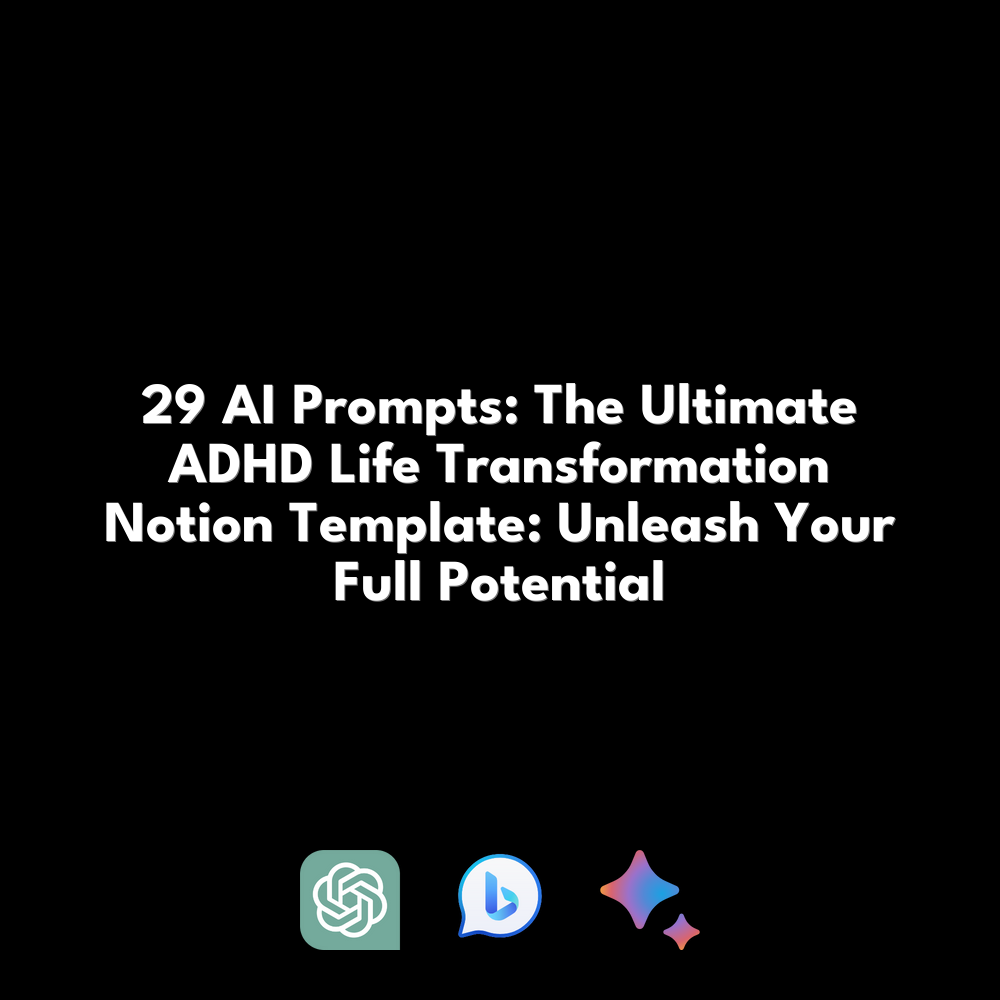 29 AI Prompts: The Ultimate
ADHD Life Transformation
Notion Template: Unleash Your
Full Potential